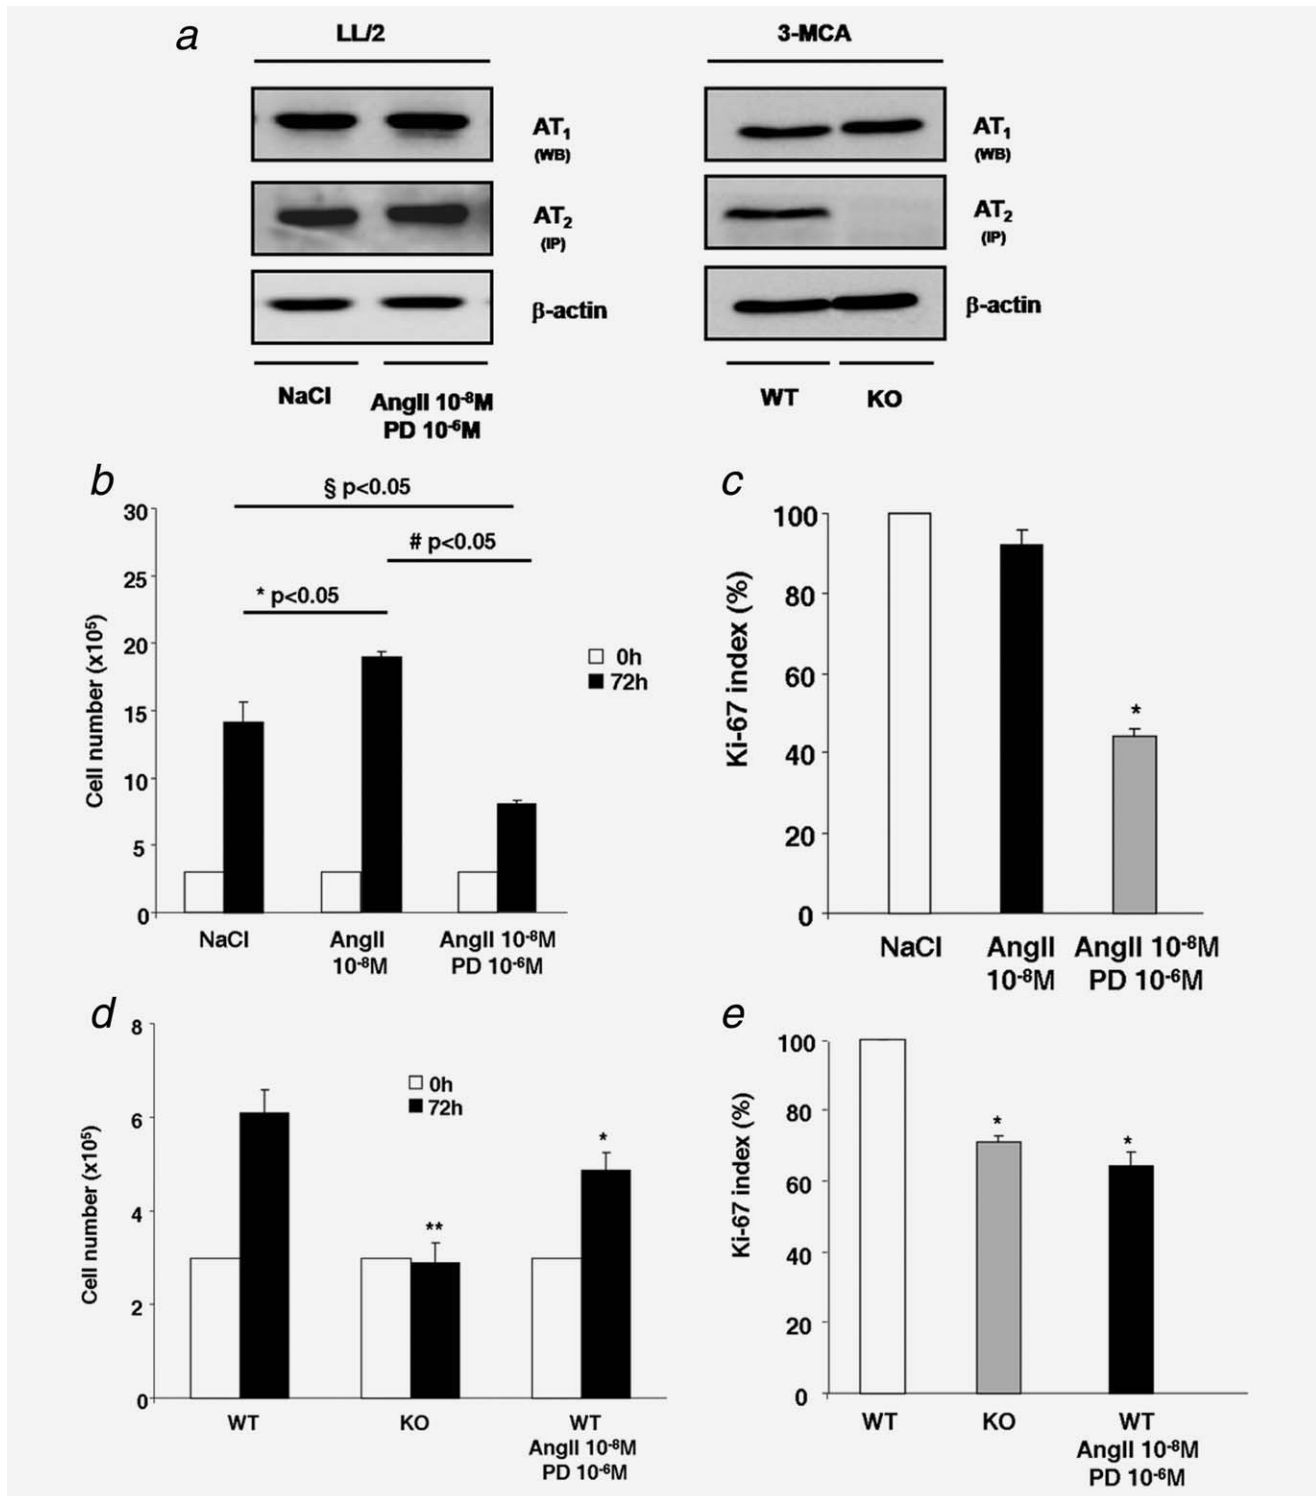 a
LL/2
3-MCA
AT1
(WB)
AT1
(WB)
AT2
(IP)
AT2
(IP)
β-actin
β-actin
NaCl
AngII 10-8M
PD 10-6M
WT
KO
b
§ p<0.05
# p<0.05
* p<0.05
30
25
20
15
10
5
0
Cell number (x105)
0h
72h
NaCl
AngII
10-8M
AngII 10-8M
PD 10-6M
c
100
80
60
40
20
0
Ki-67 index (%)
*
NaCl
AngII
10-8M
AngII 10-8M
PD 10-6M
d
8
6
4
2
0
Cell number (x105)
0h
72h
**
*
WT
KO
WT
AngII 10-8M
PD 10-6M
e
100
80
60
40
20
0
Ki-67 index (%)
*
*
WT
KO
WT
AngII 10-8M
PD 10-6M